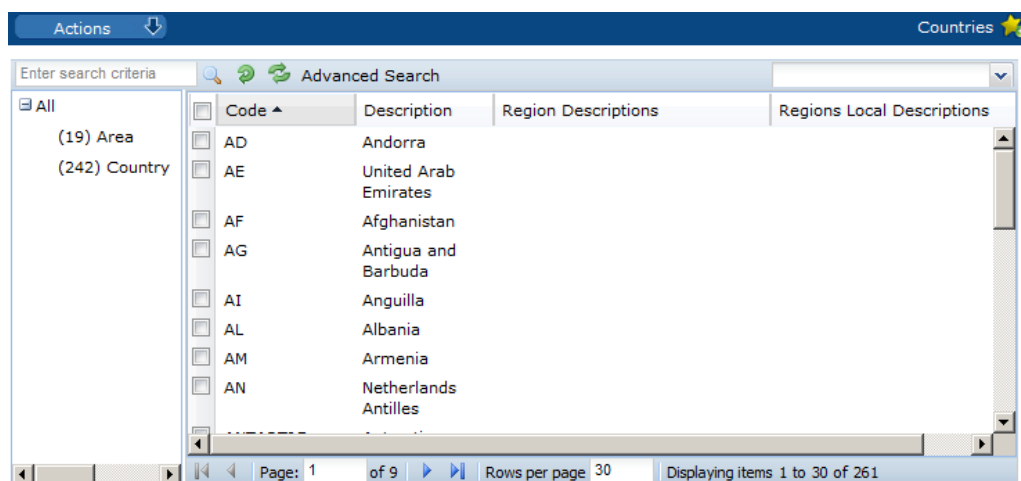 Actions
Countries
Enter search criteria
Advanced Search
All
(19) Area
(242) Country
Code Description Region Descriptions Regions Local Descriptions
AD Andorra
AE United Arab
Emirates
AF Afghanistan
AG Antigua and
Barbuda
AI Anguilla
AL Albania
AM Armenia
AN Netherlands
Antilles
Page: 1 of 9 Rows per page 30 Displaying items 1 to 30 of 261